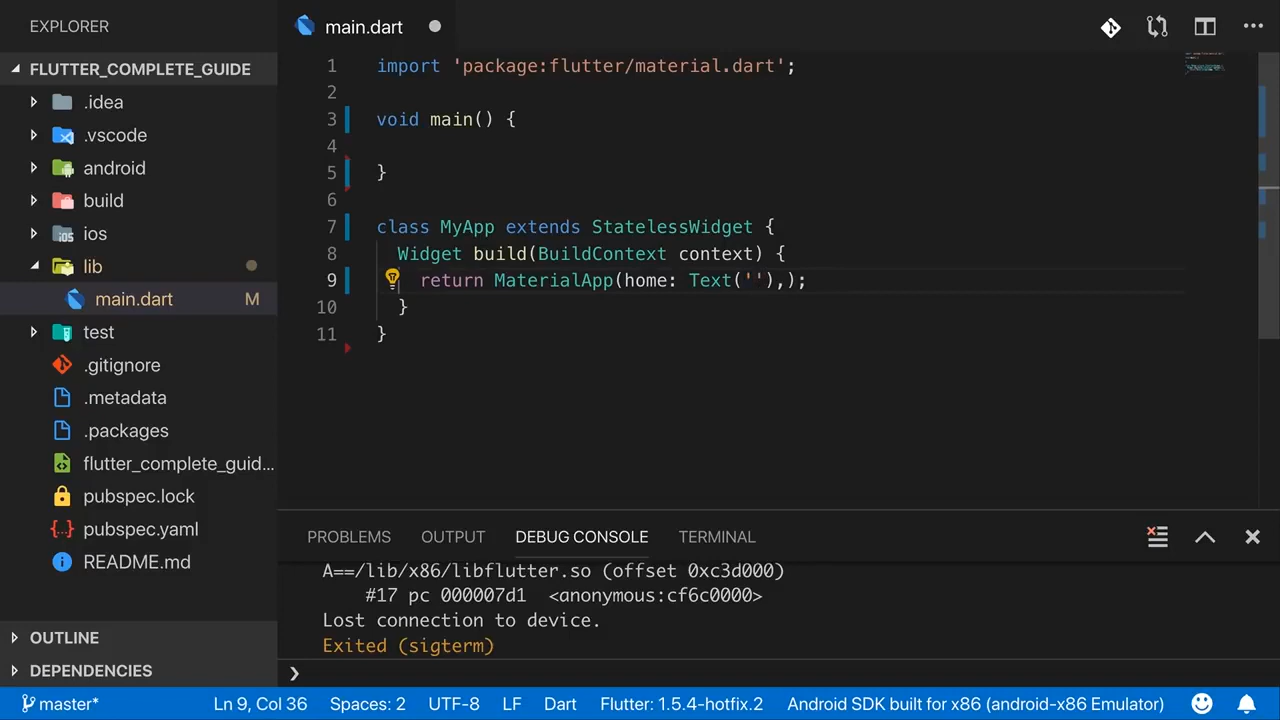 EXPLORER
FLUTTER_COMPLETE_GUIDE
.idea
.vscode
android
build
ios
lib
main.dart M
test
.gitignore
.metadata
.packages
flutter_complete_guid...
pubspec.lock
pubspec.yaml
README.md
OUTLINE
DEPENDENCIES
main.dart
1 import 'package:flutter/material.dart';
2
3 void main() {
4
5 }
6
7 class MyApp extends StatelessWidget {
8 Widget build(BuildContext context) {
9 return MaterialApp(home: Text(''),);
10 }
11 }
PROBLEMS OUTPUT DEBUG CONSOLE TERMINAL
A==/lib/x86/libflutter.so (offset 0xc3d000)
#17 pc 000007d1 <anonymous:cf6c0000>
Lost connection to device.
Exited (sigterm)
master* Ln 9, Col 36 Spaces: 2 UTF-8 LF Dart Flutter: 1.5.4-hotfix.2 Android SDK built for x86 (android-x86 Emulator)